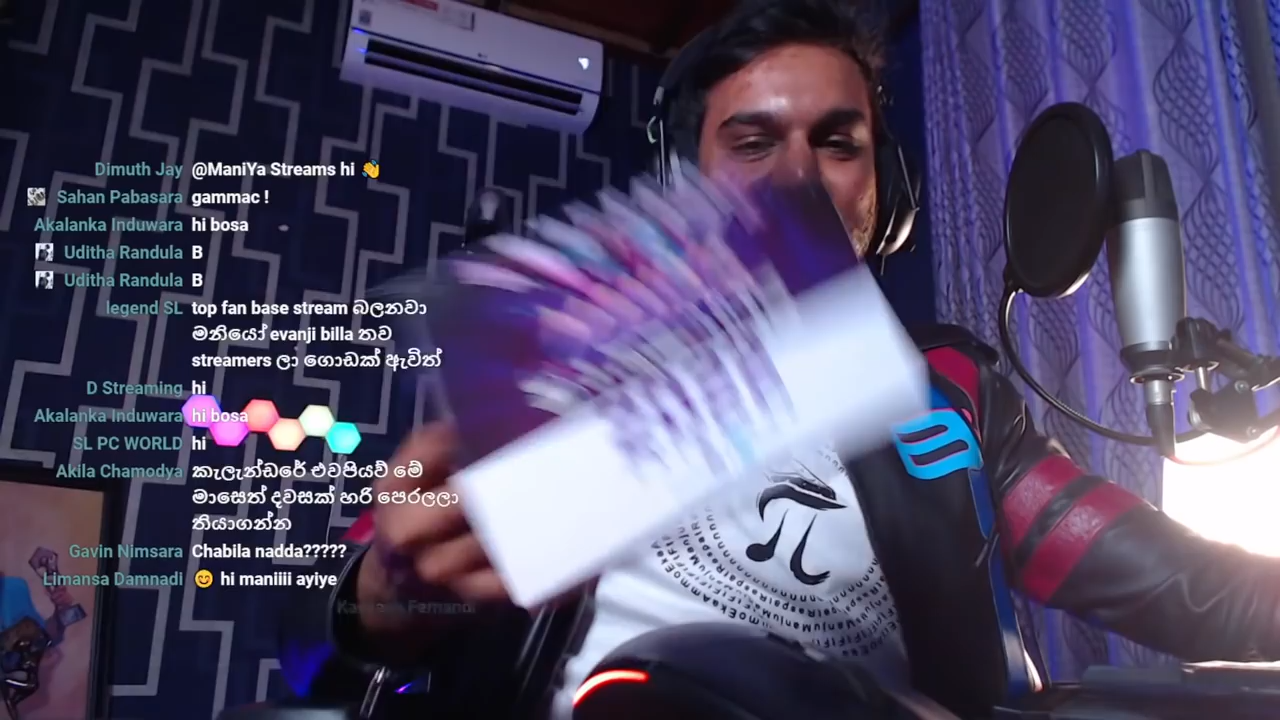 Dimuth Jay @ManiYa Streams hi 👋
Sahan Pabasara gammac !
Akalanka Induwara hi bosa
Uditha Randula B
Uditha Randula B
legend SL top fan base stream බලනවා
මනියෝ evanji billa තව
streamers ලා ගොඩක් ඇවිත්
D Streaming hi
Akalanka Induwara hi bosa
SL PC WORLD hi
Akila Chamodya කැලැන්ඩරේ එවපියව් මේ
මාසෙත් දවසක් හරි පෙරලලා
තියාගන්න
Gavin Nimsara Chabila nadda?????
Limansa Damnadi 😊 hi maniiii ayiye